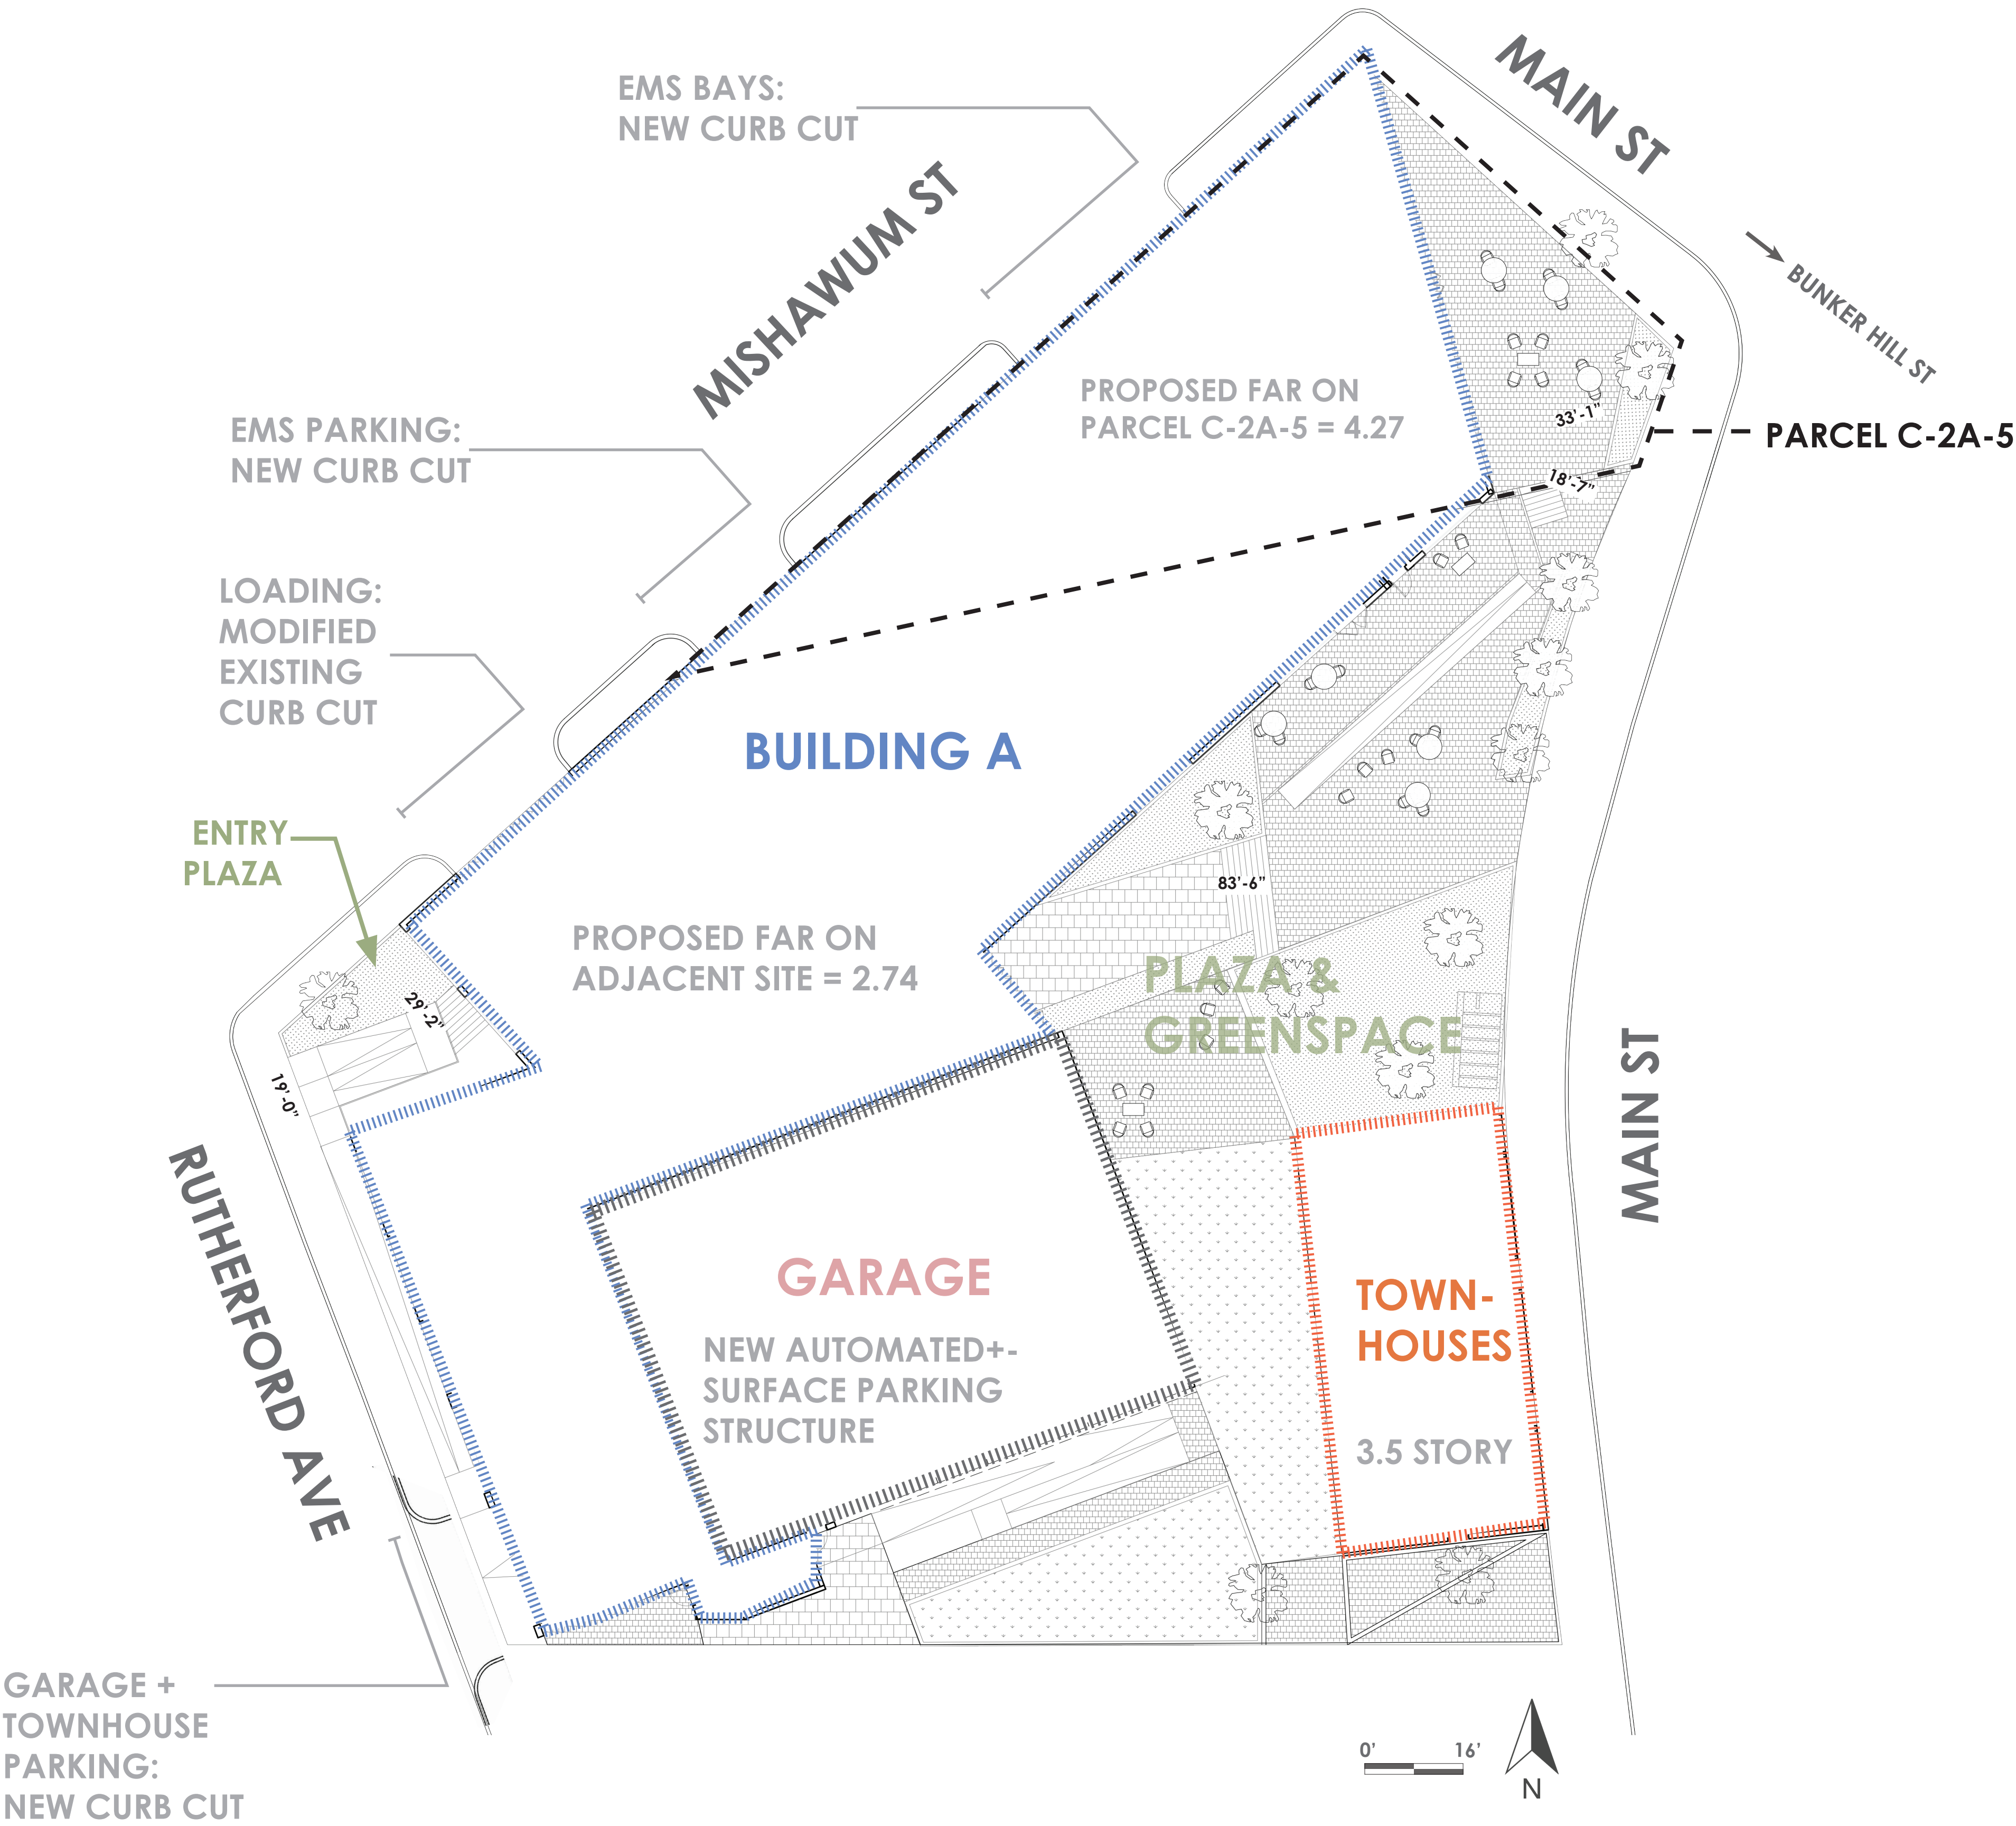 MAIN ST
EMS BAYS:
NEW CURB CUT
MISHAWUM ST
BUNKER HILL ST
PROPOSED FAR ON
PARCEL C-2A-5 = 4.27
33'-1"
PARCEL C-2A-5
18'-7"
EMS PARKING:
NEW CURB CUT
LOADING:
MODIFIED
EXISTING
CURB CUT
BUILDING A
ENTRY
PLAZA
83'-6"
PROPOSED FAR ON
ADJACENT SITE = 2.74
PLAZA &
GREENSPACE
29'-2"
19'-0"
MAIN ST
RUTHERFORD AVE
GARAGE
NEW AUTOMATED+-
SURFACE PARKING
STRUCTURE
TOWN-
HOUSES
3.5 STORY
GARAGE +
TOWNHOUSE
PARKING:
NEW CURB CUT
0' 16'
N